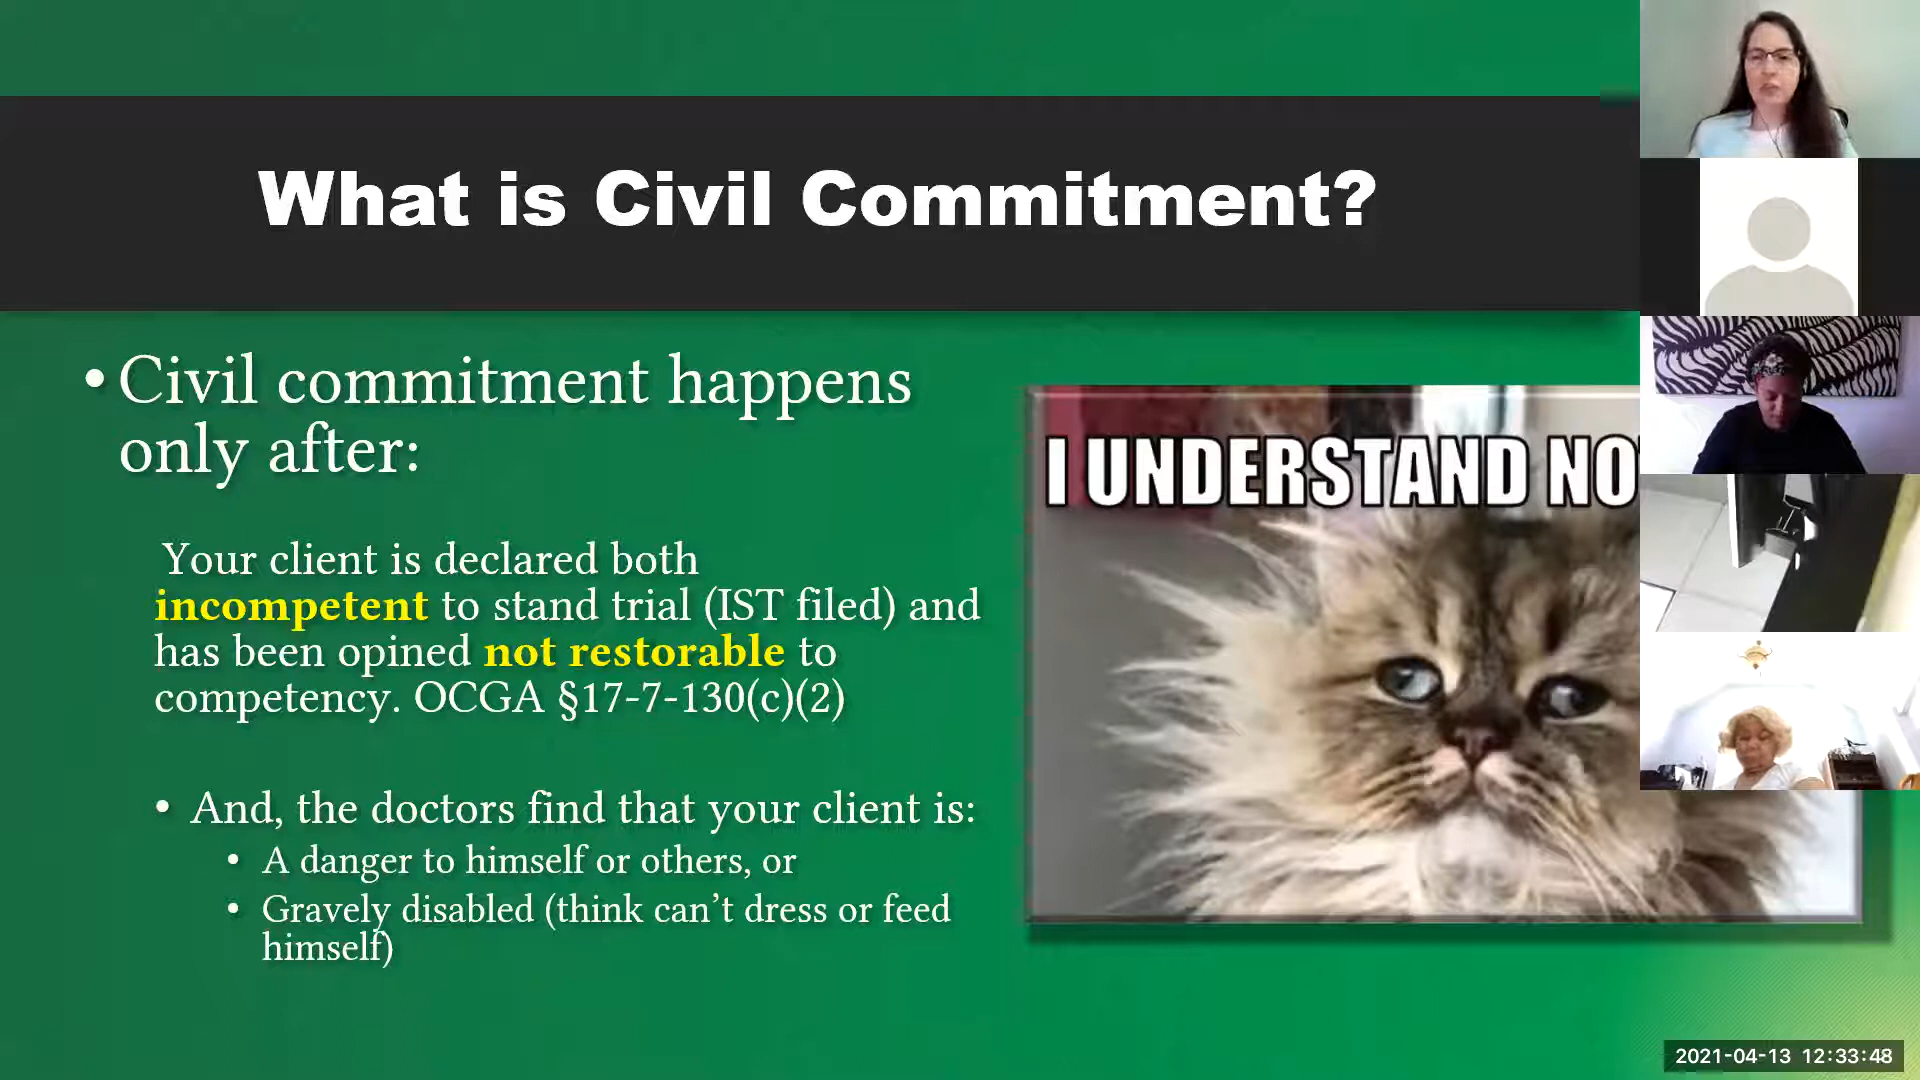 What is Civil Commitment?
• Civil commitment happens
only after:
Your client is declared both
incompetent to stand trial (IST filed) and
has been opined not restorable to
competency. OCGA §17-7-130(c)(2)
• And, the doctors find that your client is:
• A danger to himself or others, or
• Gravely disabled (think can’t dress or feed
himself)
I UNDERSTAND
2021-04-13 12:33:48